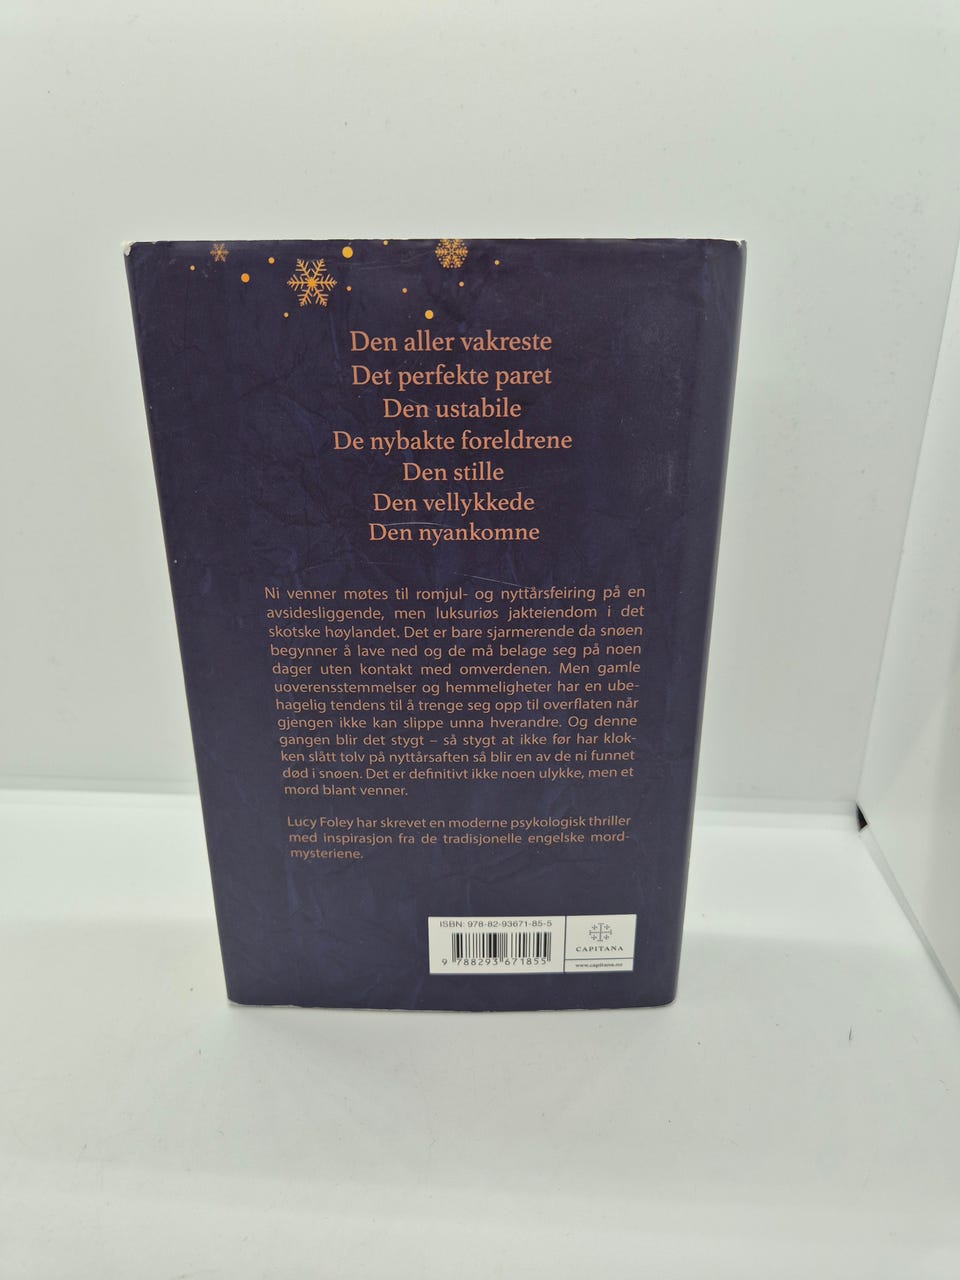 Den aller vakreste
Det perfekte paret
Den ustabile
De nybakte foreldrene
Den stille
Den vellykkede
Den nyankomne
Ni venner møtes til romjul- og nyttårsfeiring på en
avsidesliggende, men luksuriøs jakteiendom i det
skotske høylandet. Det er bare sjarmerende da snøen
begynner å lave ned og de må belage seg på noen
dager uten kontakt med omverdenen. Men gamle
uoverensstemmelser og hemmeligheter har en ube-
hagelig tendens til å trenge seg opp til overflaten når
gjengen ikke kan slippe unna hverandre. Og denne
gangen blir det stygt – så stygt at ikke før har klok-
ken slått tolv på nyttårsaften så blir en av de ni funnet
død i snøen. Det er definitivt ikke noen ulykke, men et
mord blant venner.
Lucy Foley har skrevet en moderne psykologisk thriller
med inspirasjon fra de tradisjonelle engelske mord-
mysteriene.
ISBN: 978-82-93671-85-5
9 788293 671855
CAPITANA
www.capitana.no